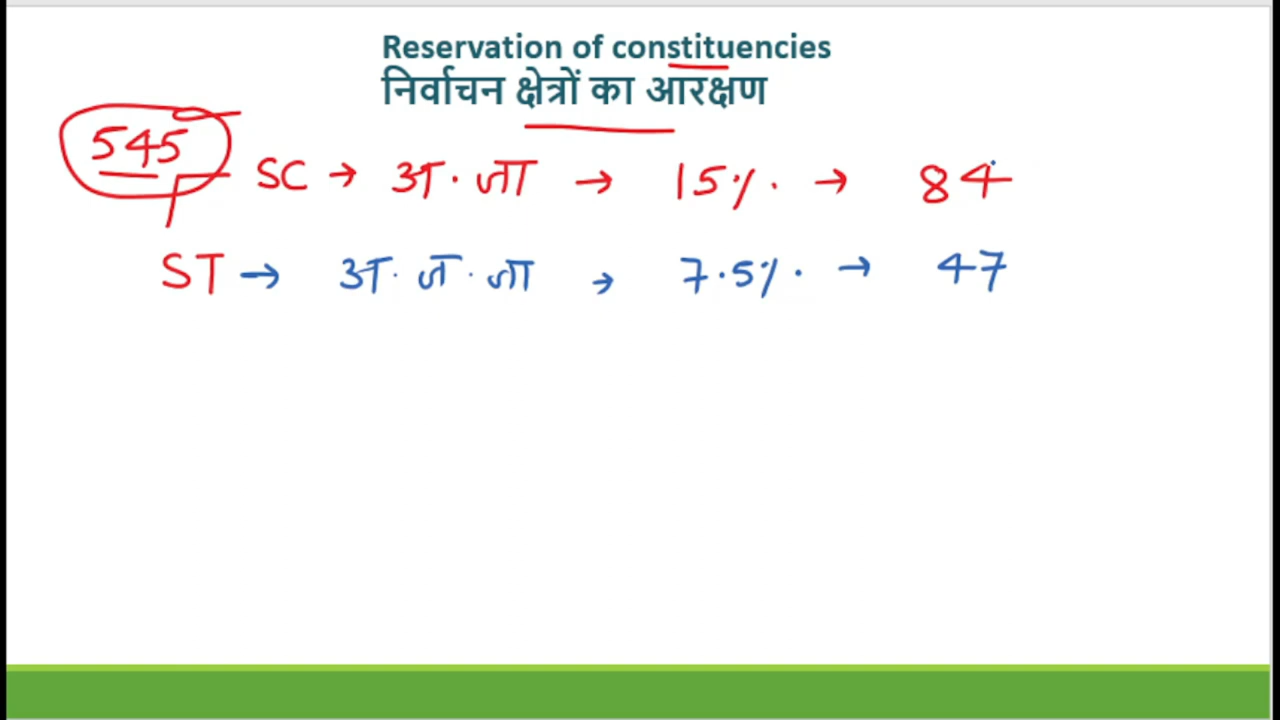 Reservation of constituencies
निर्वाचन क्षेत्रों का आरक्षण
545
SC → अ. जा → 15%. → 84
ST → अ. ज. जा → 7.5%. → 47